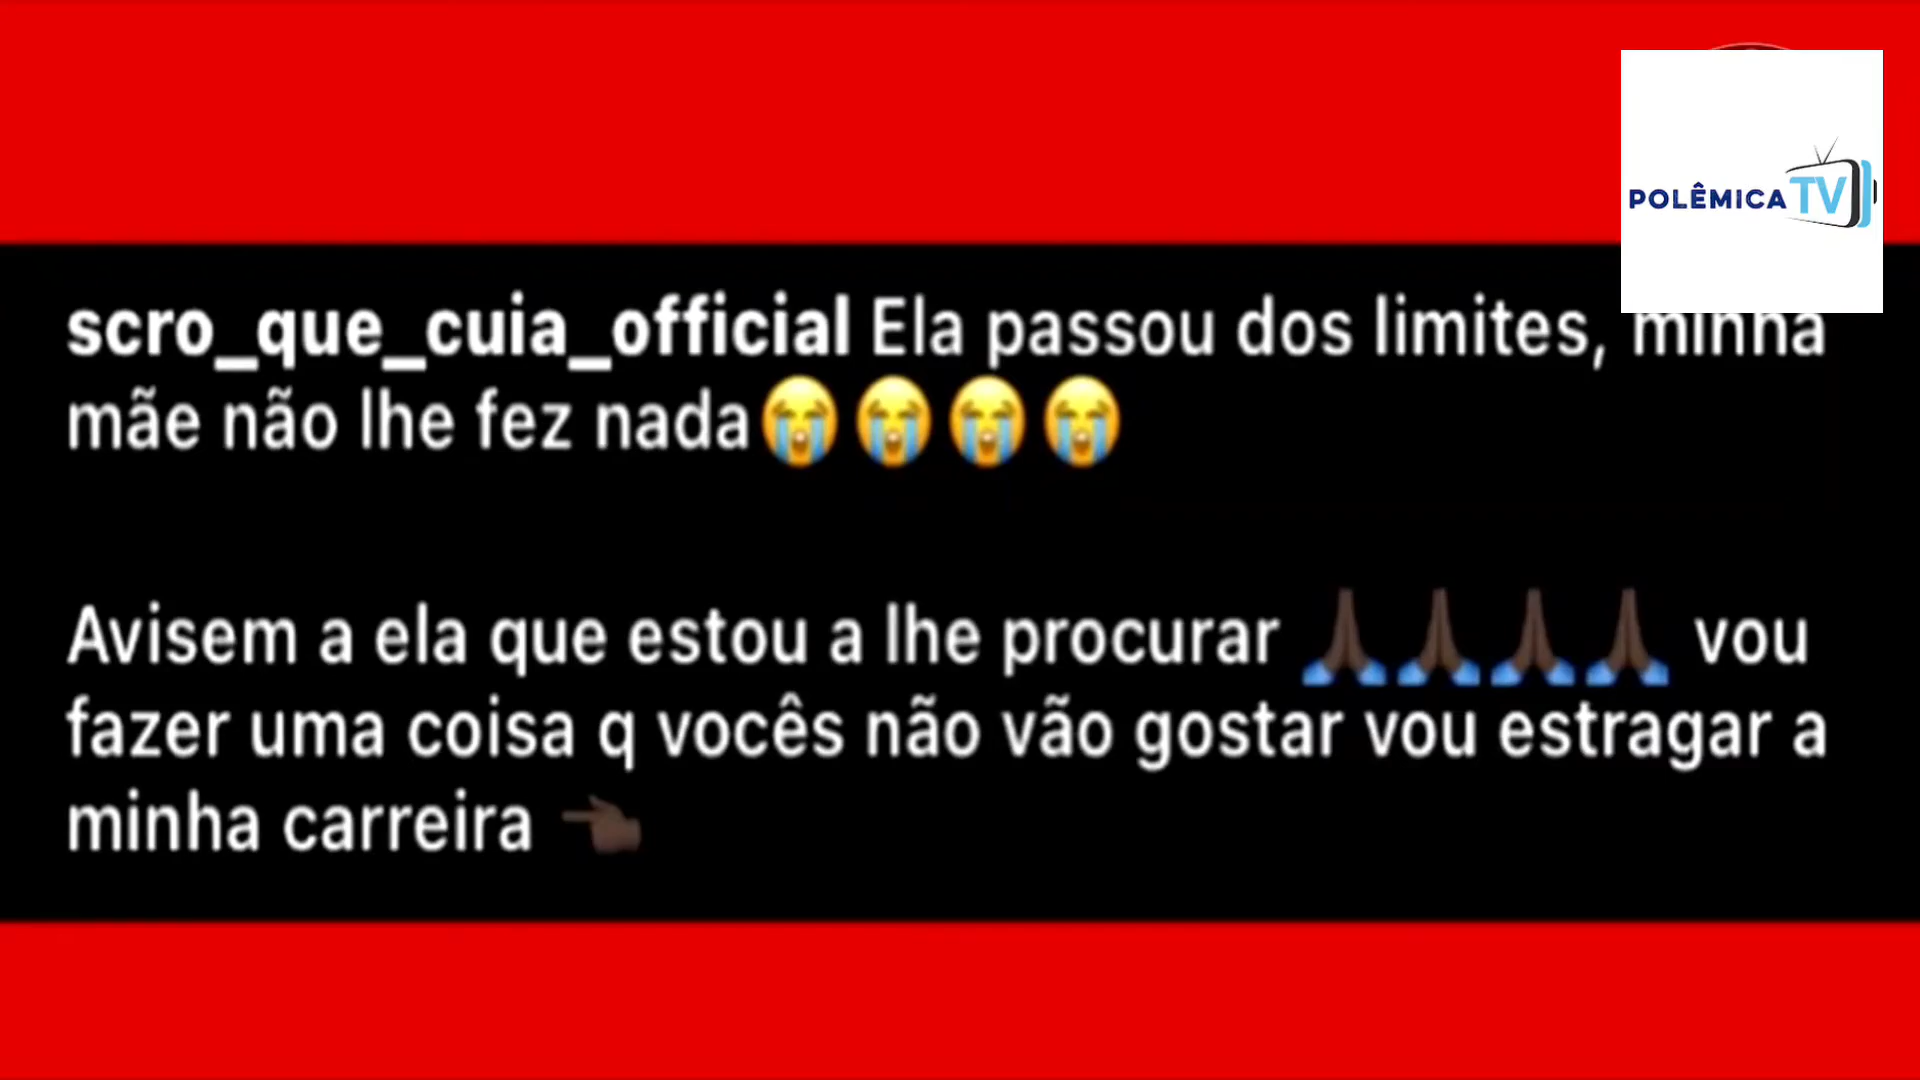 POLÊMICA TV
scro_que_cuia_official Ela passou dos limites, minha
mãe não lhe fez nada😭😭😭😭
Avisem a ela que estou a lhe procurar 🙏🏿🙏🏿🙏🏿🙏🏿 vou
fazer uma coisa q vocês não vão gostar vou estragar a
minha carreira 👈🏿